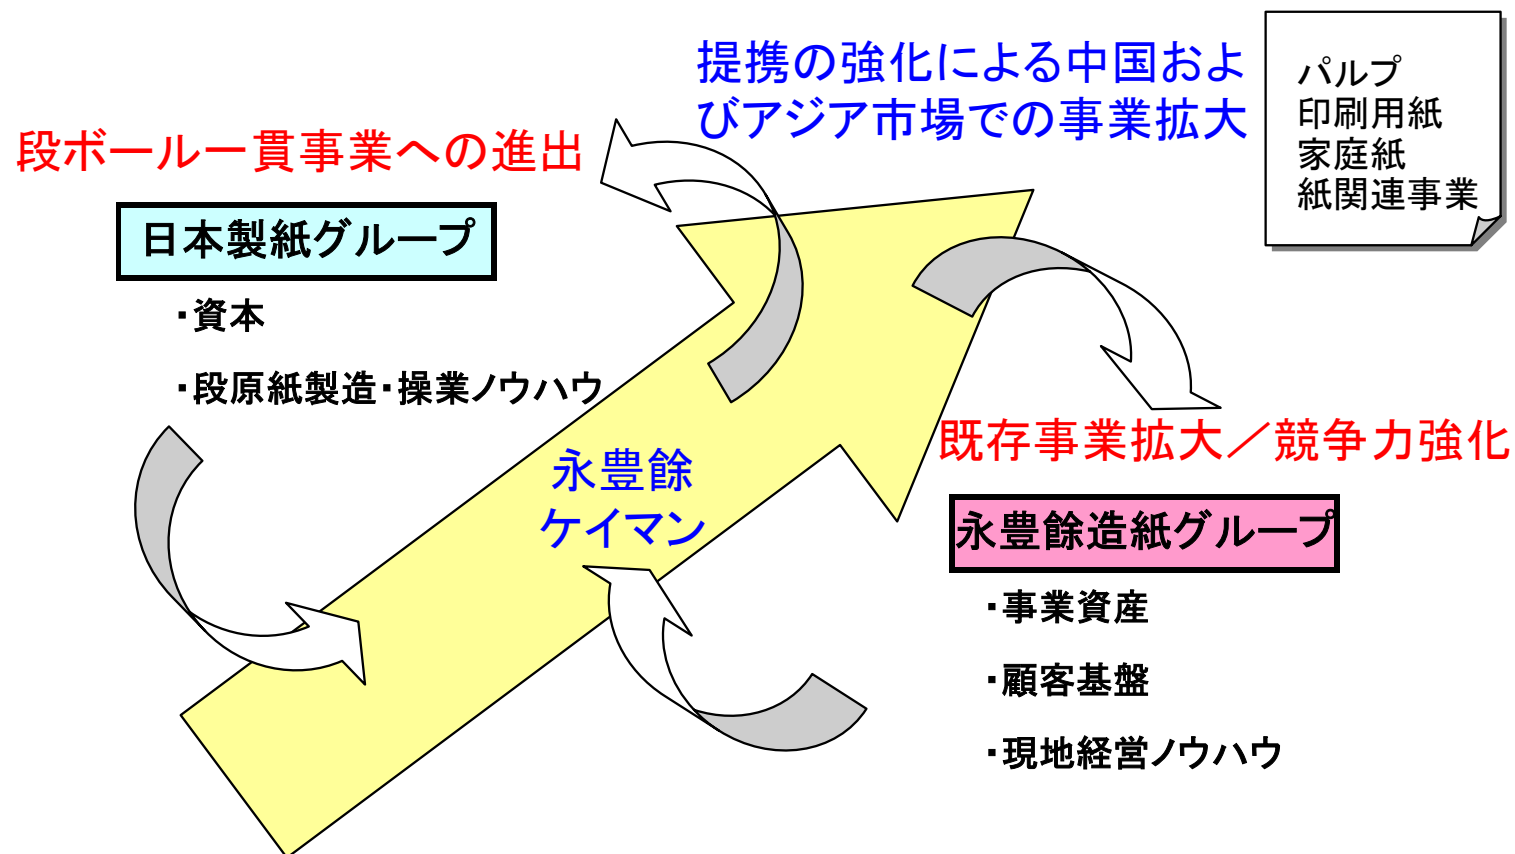 提携の強化による中国およ
びアジア市場での事業拡大
パルプ
印刷用紙
家庭紙
紙関連事業
段ボール一貫事業への進出
日本製紙グループ
・資本
・段原紙製造・操業ノウハウ
永豊餘
ケイマン
既存事業拡大／競争力強化
永豊餘造紙グループ
・事業資産
・顧客基盤
・現地経営ノウハウ